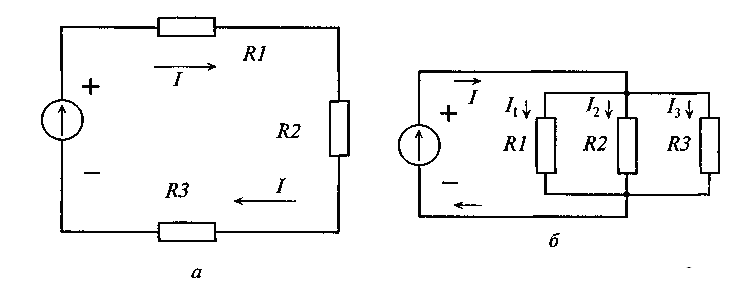 R1
I
+
R2
−
R3
I
а
I
+
I1 I2 I3
R1 R2 R3
−
б